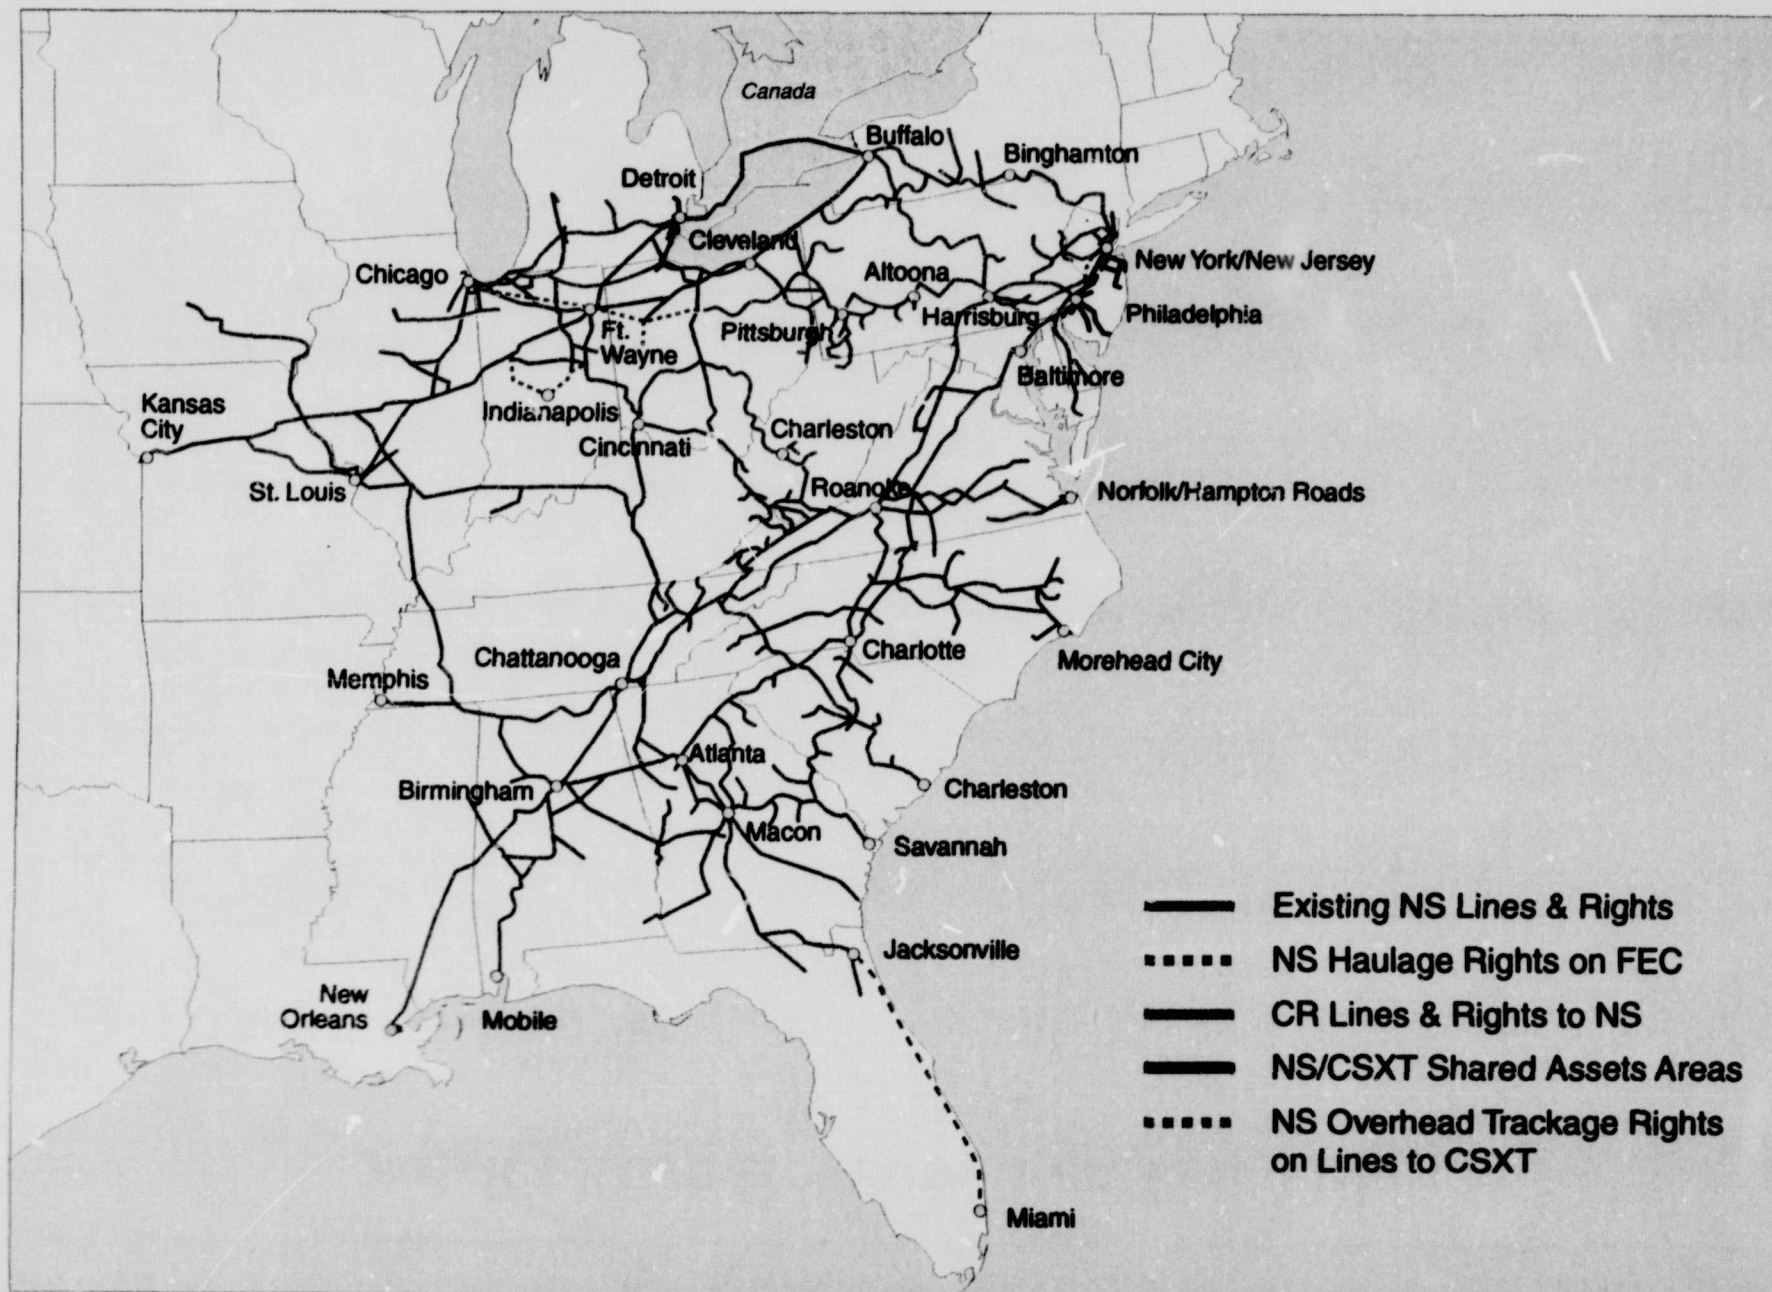 Canada
Buffalo
Binghamton
Detroit
Cleveland
New York/New Jersey
Chicago
Altoona
Harrisburg
Philadelphia
Pittsburgh
Ft.
Wayne
Baltimore
Kansas
City
Indianapolis
Cincinnati
Charleston
St. Louis
Roanoke
Norfolk/Hampton Roads
Chattanooga
Charlotte
Morehead City
Memphis
Atlanta
Birmingham
Charleston
Macon
Savannah
Jacksonville
New
Orleans
Mobile
Miami
Existing NS Lines & Rights
NS Haulage Rights on FEC
CR Lines & Rights to NS
NS/CSXT Shared Assets Areas
NS Overhead Trackage Rights
on Lines to CSXT